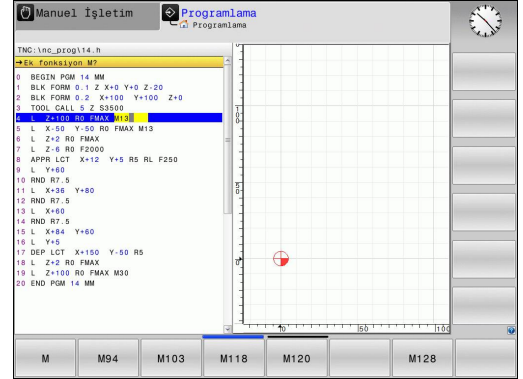 Manuel İşletim
Programlama
Programlama
TNC:\nc_prog\14.h
→Ek fonksiyon M?
0 BEGIN PGM 14 MM
1 BLK FORM 0.1 Z X+0 Y+0 Z-20
2 BLK FORM 0.2 X+100 Y+100 Z+0
3 TOOL CALL 5 Z S3500
4 L Z+100 R0 FMAX M13
5 L X-50 Y-50 R0 FMAX M13
6 L Z+2 R0 FMAX
7 L Z-6 R0 F2000
8 APPR LCT X+12 Y+5 R5 RL F250
9 L Y+60
10 RND R7.5
11 L X+36 Y+80
12 RND R7.5
13 L X+60
14 RND R7.5
15 L X+84 Y+60
16 L Y+5
17 DEP LCT X+150 Y-50 R5
18 L Z+2 R0 FMAX
19 L Z+100 R0 FMAX M30
20 END PGM 14 MM
100
50
0
0 50 100
M M94 M103 M118 M120 M128